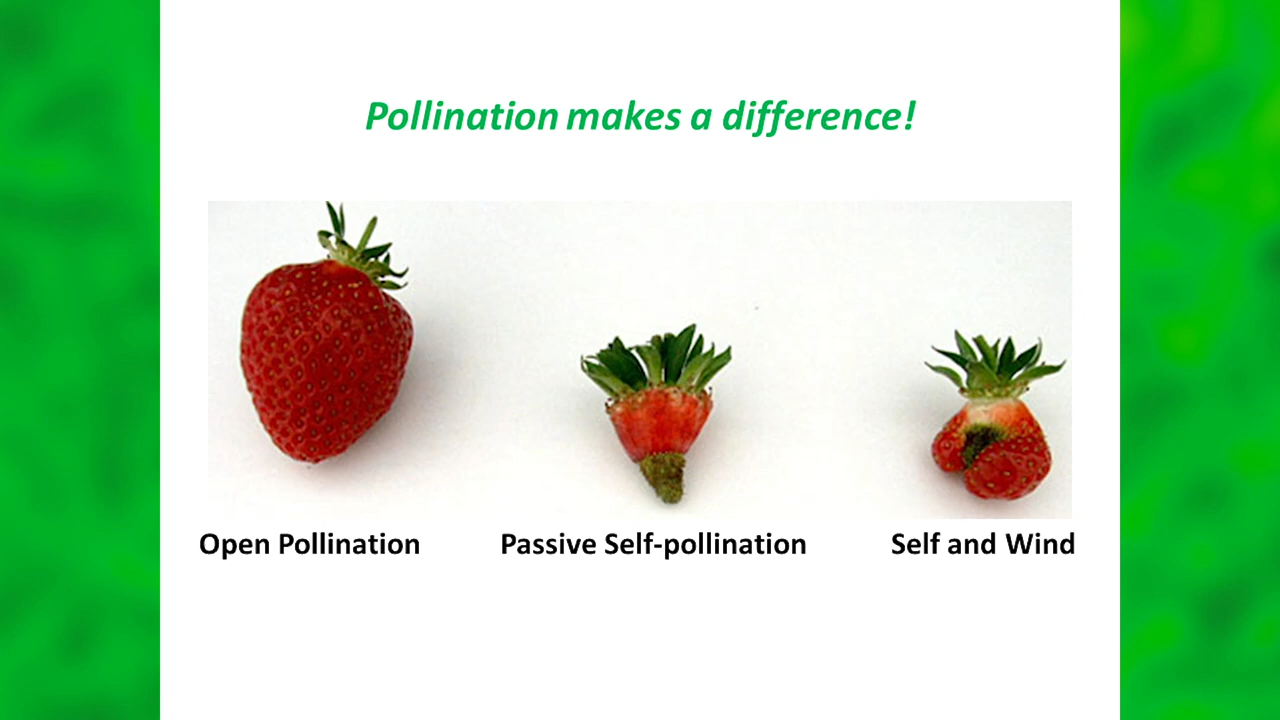 Pollination makes a difference!
Open Pollination
Passive Self-pollination
Self and Wind